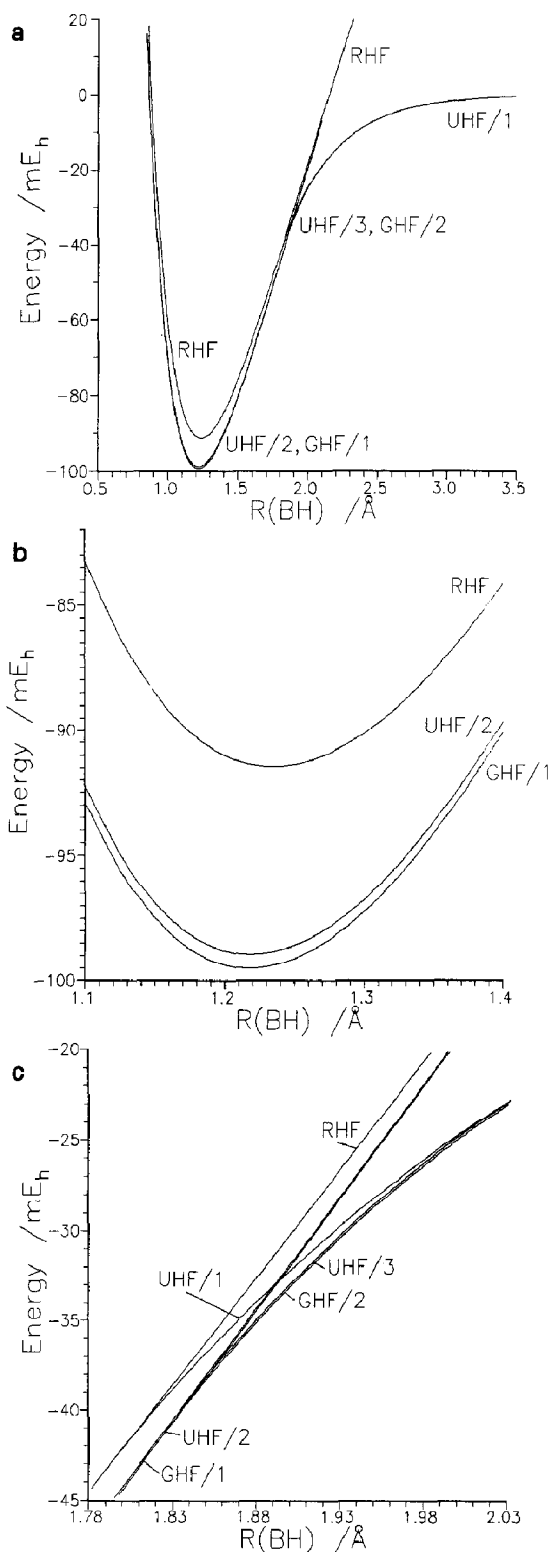 a
Energy /mE_h
20
0
-20
-40
-60
-80
-100
RHF
UHF/1
UHF/3, GHF/2
RHF
UHF/2, GHF/1
0.5 1.0 1.5 2.0 2.5 3.0 3.5
R(BH) /Å
b
Energy /mE_h
-85
-90
-95
-100
RHF
UHF/2
GHF/1
1.1 1.2 1.3 1.4
R(BH) /Å
c
Energy /mE_h
-20
-25
-30
-35
-40
-45
RHF
UHF/1
UHF/3
GHF/2
UHF/2
GHF/1
1.78 1.83 1.88 1.93 1.98 2.03
R(BH) /Å